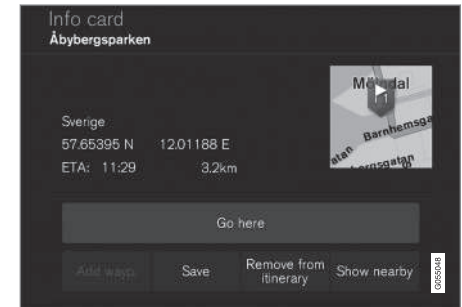 Info card
Åbybergsparken
Mölndal
Barnhemsga
atan
Sverige
57.65395 N 12.01188 E
ETA: 11:29 3.2km
Go here
Add wayp.
Save
Remove from
itinerary
Show nearby
G055048